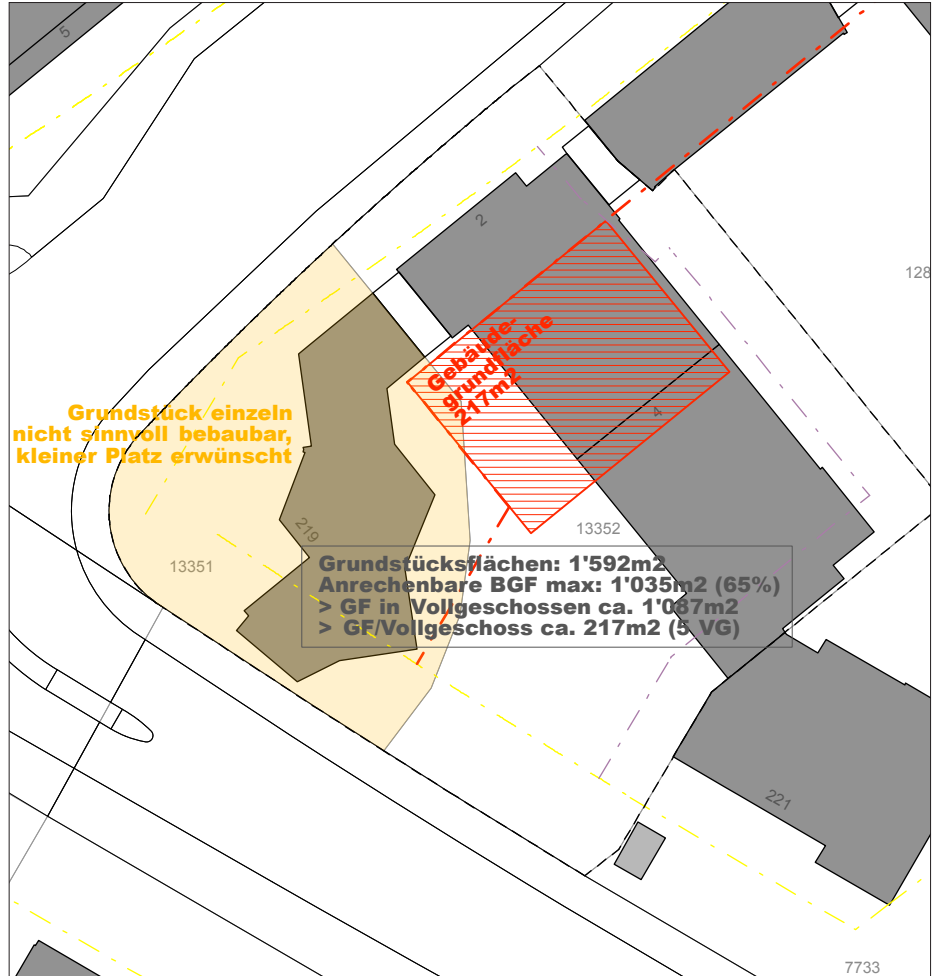 5
2
128
Gebäude-
grundfläche
217m2
4
Grundstück einzeln
nicht sinnvoll bebaubar,
kleiner Platz erwünscht
219
13352
13351
Grundstücksflächen: 1'592m2
Anrechenbare BGF max: 1'035m2 (65%)
> GF in Vollgeschossen ca. 1'087m2
> GF/Vollgeschoss ca. 217m2 (5 VG)
221
7733